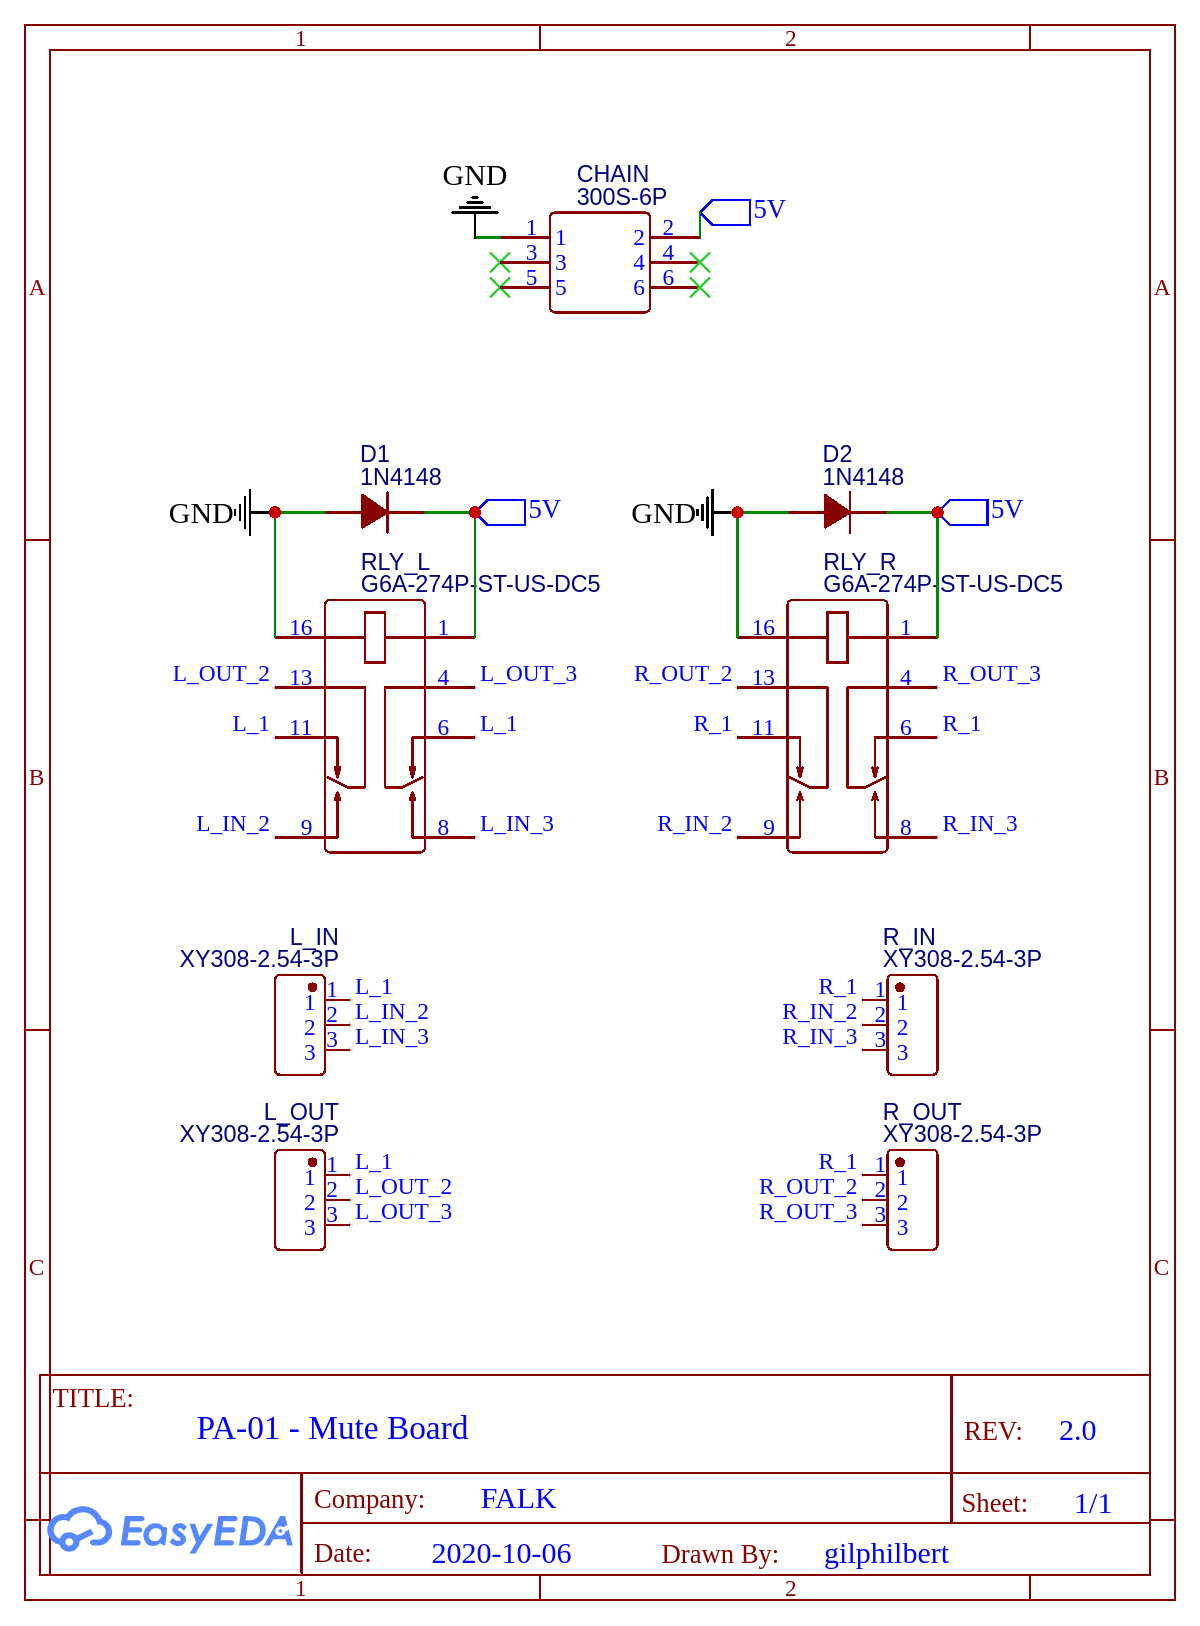 1 2
GND CHAIN
300S-6P
5V
1 1 2 2
3 3 4 4
5 5 6 6
A A
D1 D2
1N4148 1N4148
GND 5V GND 5V
RLY_L RLY_R
G6A-274P-ST-US-DC5 G6A-274P-ST-US-DC5
16 1 16 1
L_OUT_2 13 4 L_OUT_3 R_OUT_2 13 4 R_OUT_3
L_1 11 6 L_1 R_1 11 6 R_1
B B
L_IN_2 9 8 L_IN_3 R_IN_2 9 8 R_IN_3
L_IN R_IN
XY308-2.54-3P XY308-2.54-3P
1 1 L_1 R_1 1 1
2 2 L_IN_2 R_IN_2 2 2
3 3 L_IN_3 R_IN_3 3 3
L_OUT R_OUT
XY308-2.54-3P XY308-2.54-3P
1 1 L_1 R_1 1 1
2 2 L_OUT_2 R_OUT_2 2 2
3 3 L_OUT_3 R_OUT_3 3 3
C C
TITLE:
PA-01 - Mute Board
REV: 2.0
EasyEDA
Company: FALK
Sheet: 1/1
Date: 2020-10-06 Drawn By: gilphilbert
1 2